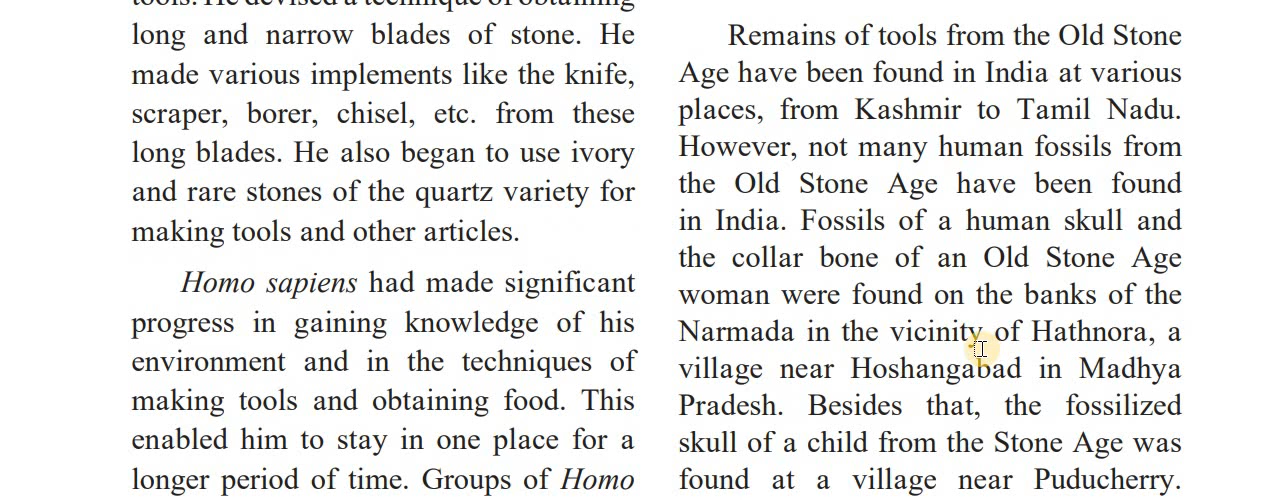 tools. He devised a technique of obtaining
long and narrow blades of stone. He
made various implements like the knife,
scraper, borer, chisel, etc. from these
long blades. He also began to use ivory
and rare stones of the quartz variety for
making tools and other articles.
Homo sapiens had made significant
progress in gaining knowledge of his
environment and in the techniques of
making tools and obtaining food. This
enabled him to stay in one place for a
longer period of time. Groups of Homo
Remains of tools from the Old Stone
Age have been found in India at various
places, from Kashmir to Tamil Nadu.
However, not many human fossils from
the Old Stone Age have been found
in India. Fossils of a human skull and
the collar bone of an Old Stone Age
woman were found on the banks of the
Narmada in the vicinity of Hathnora, a
village near Hoshangabad in Madhya
Pradesh. Besides that, the fossilized
skull of a child from the Stone Age was
found at a village near Puducherry.